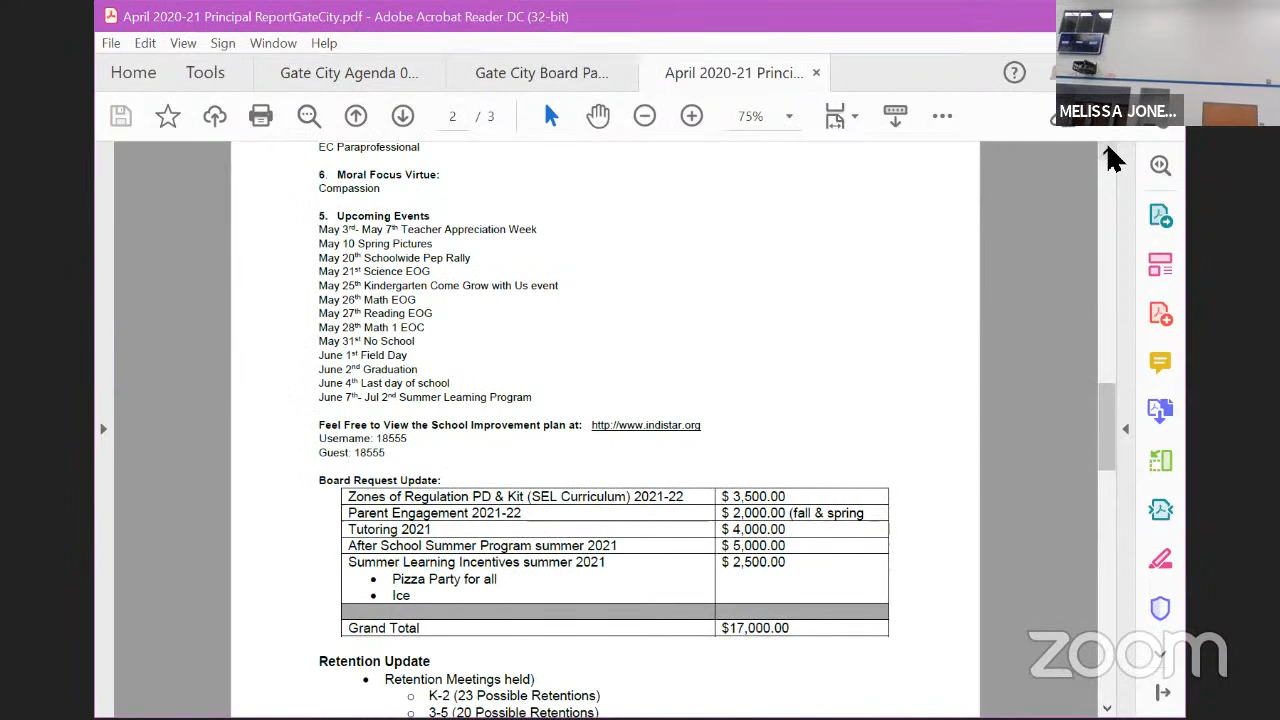 April 2020-21 Principal ReportGateCity.pdf - Adobe Acrobat Reader DC (32-bit)
File Edit View Sign Window Help
Home Tools Gate City Agenda 0... Gate City Board Pa... April 2020-21 Princi... ×
2 / 3 75%
MELISSA JONE...
EC Paraprofessional
6. Moral Focus Virtue:
Compassion
5. Upcoming Events
May 3rd- May 7th Teacher Appreciation Week
May 10 Spring Pictures
May 20th Schoolwide Pep Rally
May 21st Science EOG
May 25th Kindergarten Come Grow with Us event
May 26th Math EOG
May 27th Reading EOG
May 28th Math 1 EOC
May 31st No School
June 1st Field Day
June 2nd Graduation
June 4th Last day of school
June 7th- Jul 2nd Summer Learning Program
Feel Free to View the School Improvement plan at: http://www.indistar.org
Username: 18555
Guest: 18555
Board Request Update:
Zones of Regulation PD & Kit (SEL Curriculum) 2021-22 $ 3,500.00
Parent Engagement 2021-22 $ 2,000.00 (fall & spring
Tutoring 2021 $ 4,000.00
After School Summer Program summer 2021 $ 5,000.00
Summer Learning Incentives summer 2021 $ 2,500.00
• Pizza Party for all
• Ice
Grand Total $17,000.00
Retention Update
• Retention Meetings held)
o K-2 (23 Possible Retentions)
o 3-5 (20 Possible Retentions)
zoom